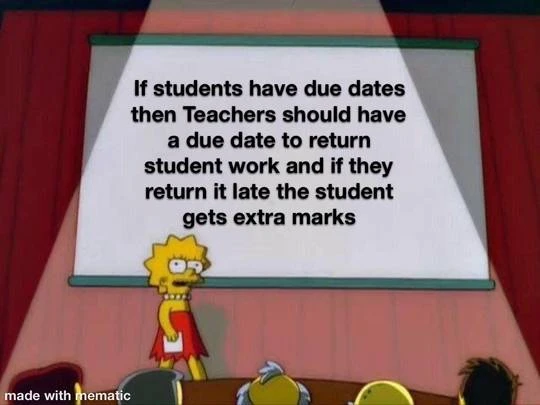 If students have due dates
then Teachers should have
a due date to return
student work and if they
return it late the student
gets extra marks
made with mematic